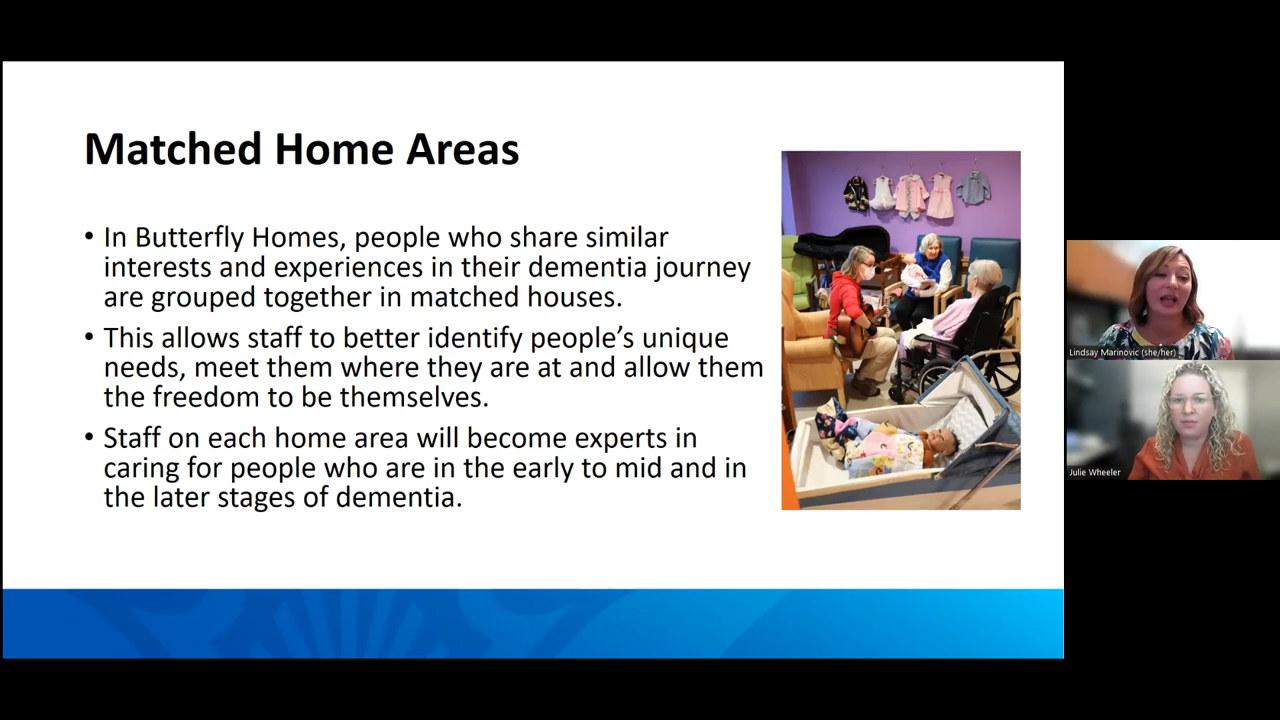 Matched Home Areas
• In Butterfly Homes, people who share similar
interests and experiences in their dementia journey
are grouped together in matched houses.
• This allows staff to better identify people’s unique
needs, meet them where they are at and allow them
the freedom to be themselves.
• Staff on each home area will become experts in
caring for people who are in the early to mid and in
the later stages of dementia.
Lindsay Marinovic (she/her)
Julie Wheeler